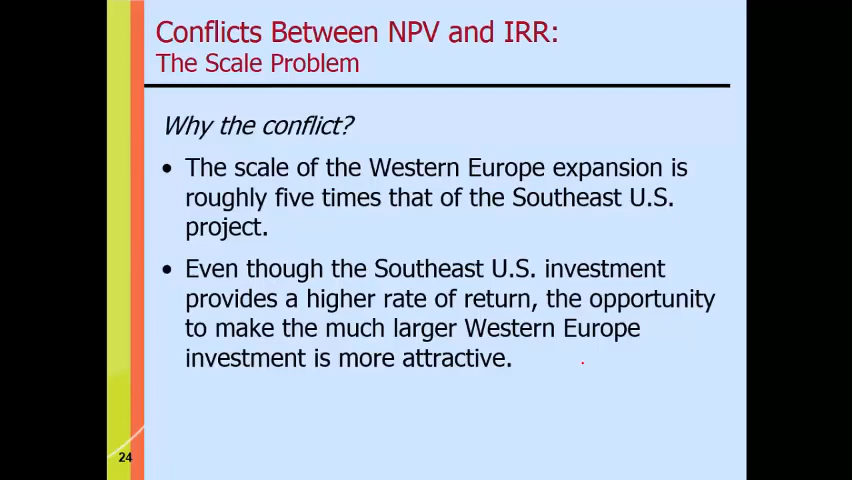 Conflicts Between NPV and IRR:
The Scale Problem
Why the conflict?
• The scale of the Western Europe expansion is
roughly five times that of the Southeast U.S.
project.
• Even though the Southeast U.S. investment
provides a higher rate of return, the opportunity
to make the much larger Western Europe
investment is more attractive.
24